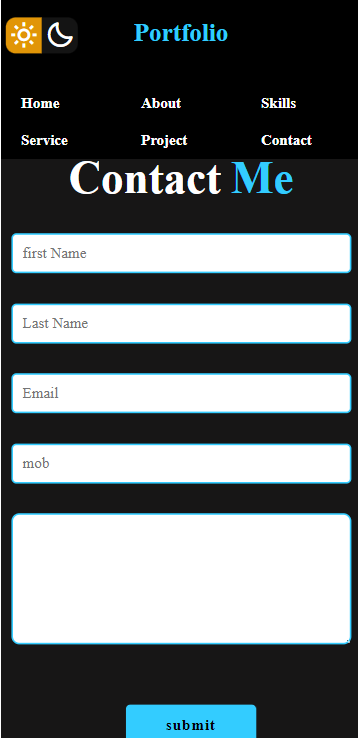 Portfolio
Home About Skills
Service Project Contact
Contact Me
first Name
Last Name
Email
mob
submit